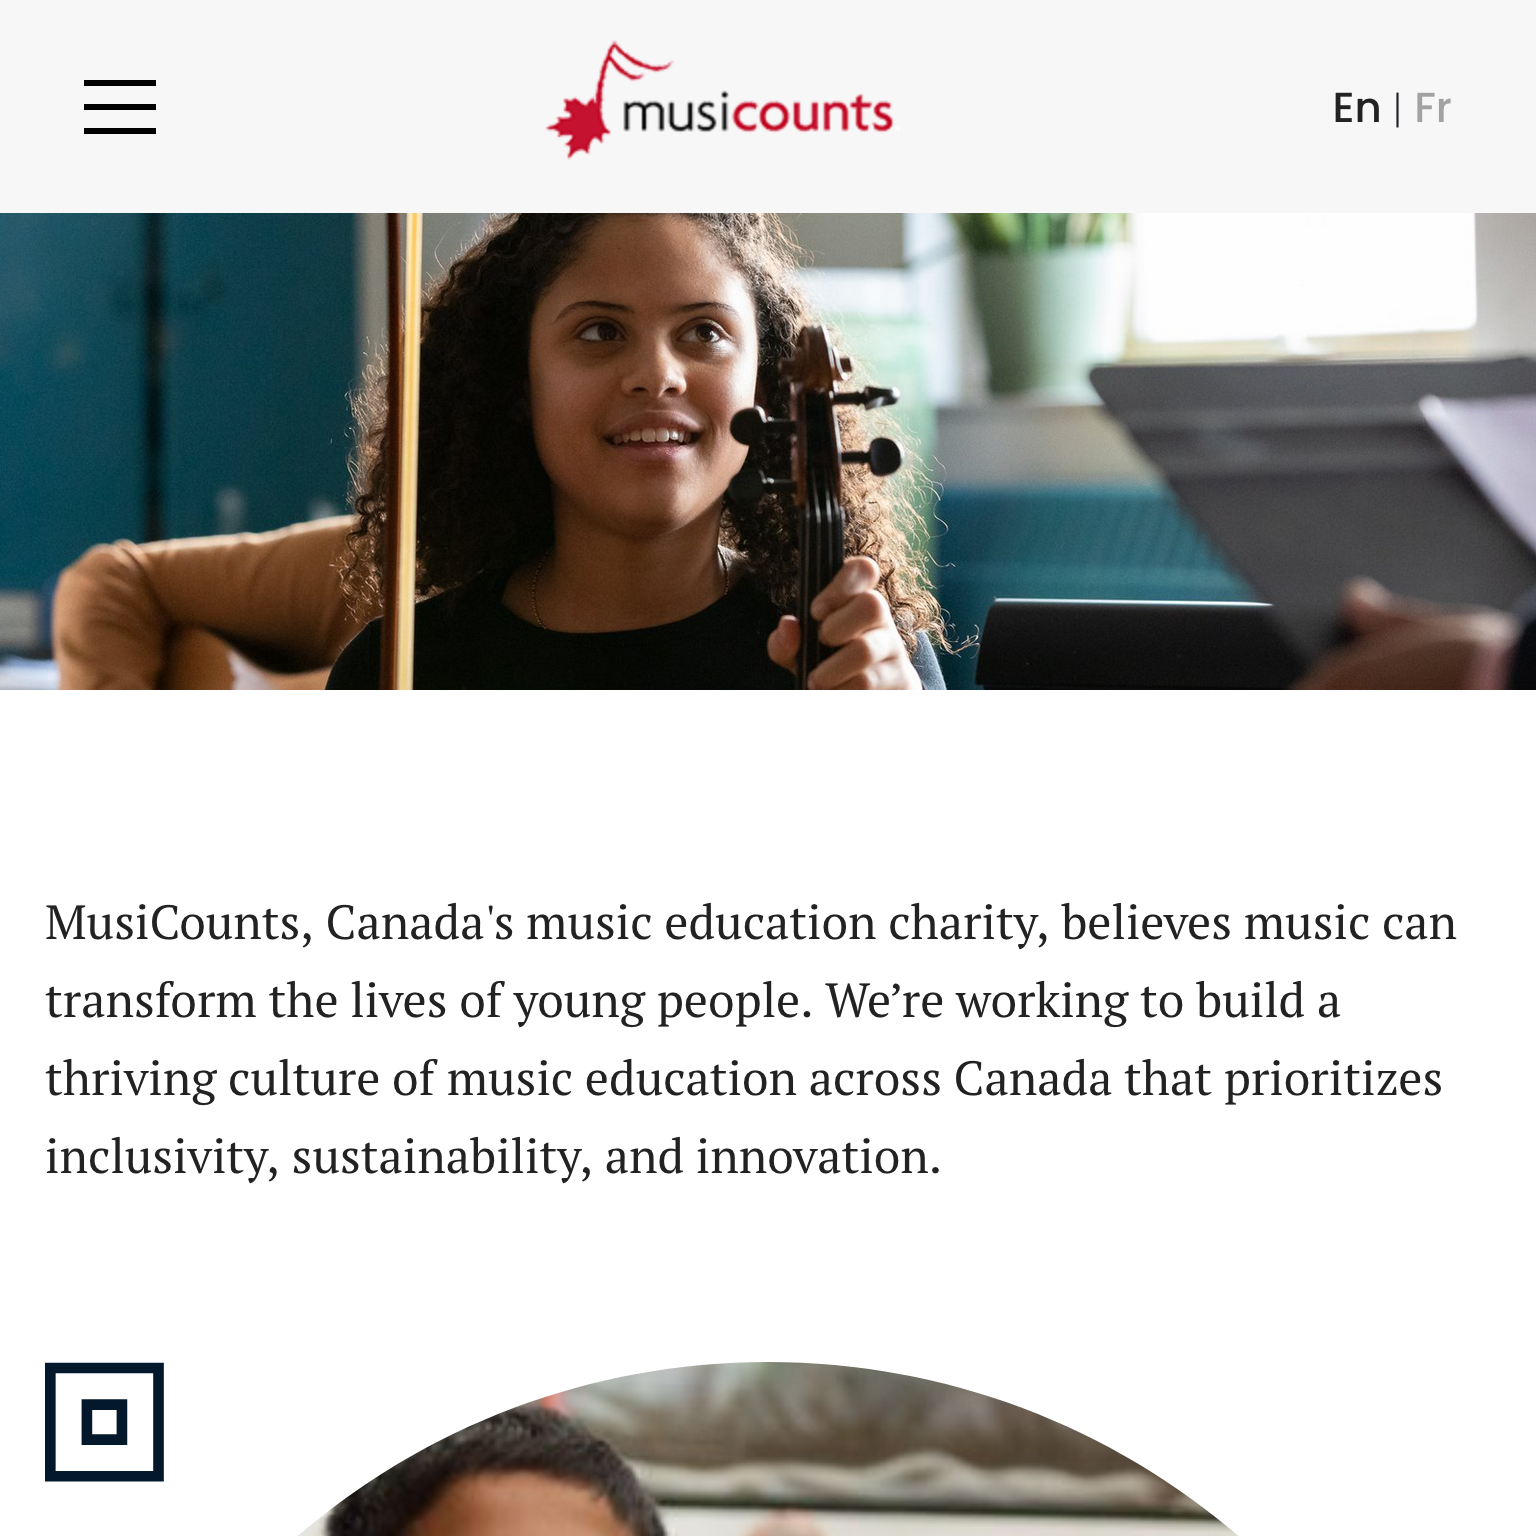 musicounts
En | Fr
MusiCounts, Canada's music education charity, believes music can
transform the lives of young people. We’re working to build a
thriving culture of music education across Canada that prioritizes
inclusivity, sustainability, and innovation.